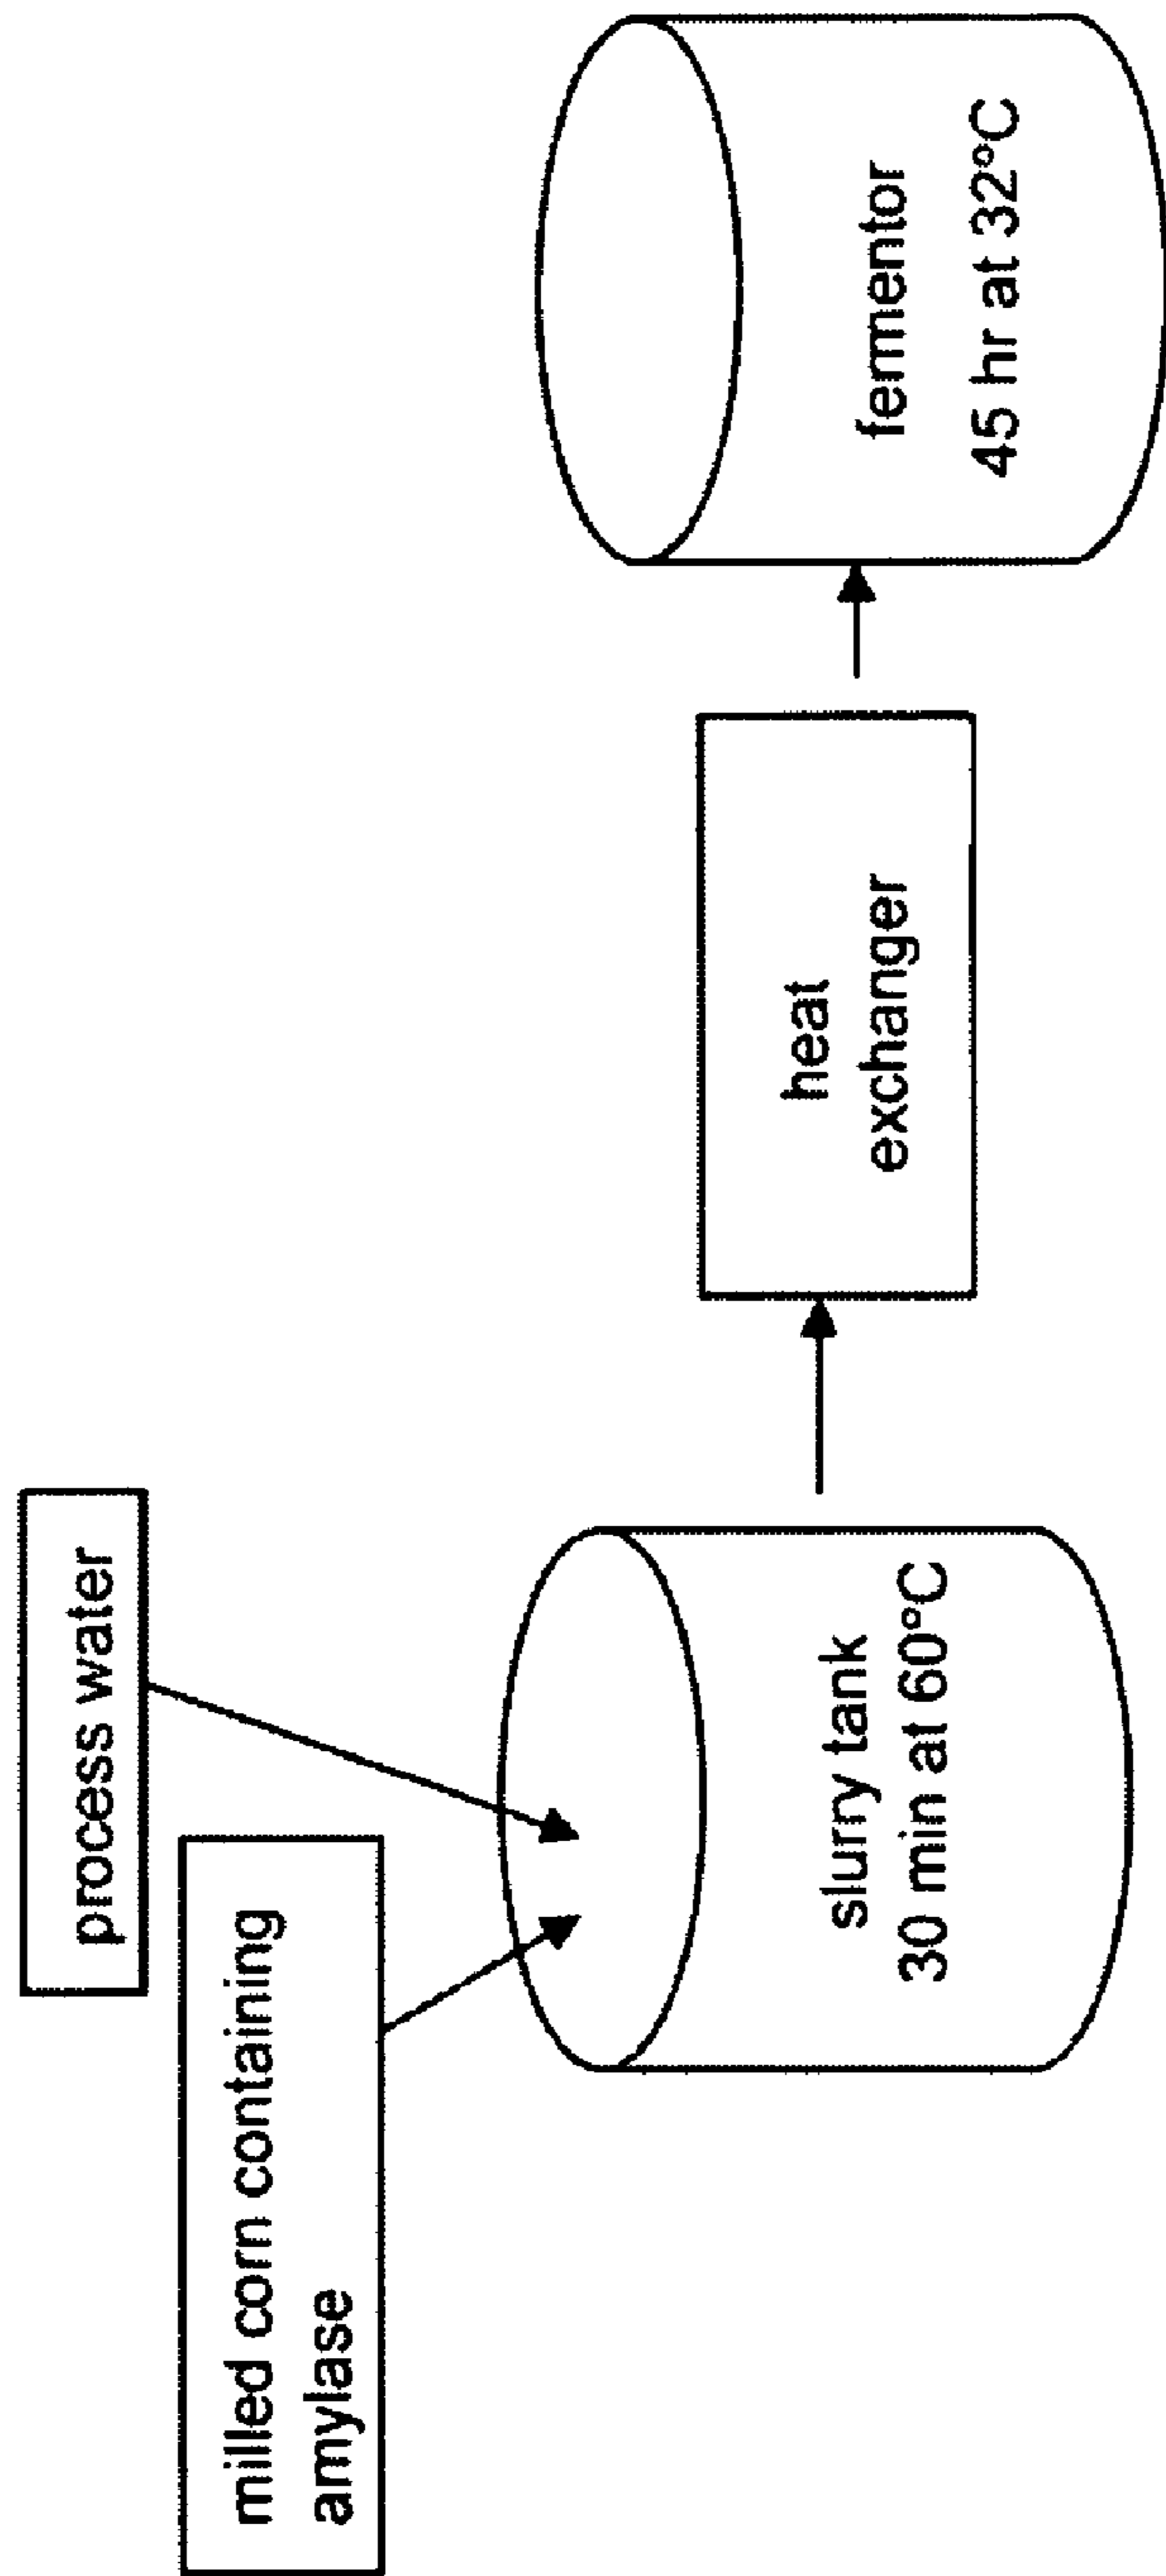 process water
milled corn containing
amylase
slurry tank
30 min at 60°C
heat
exchanger
fermentor
45 hr at 32°C